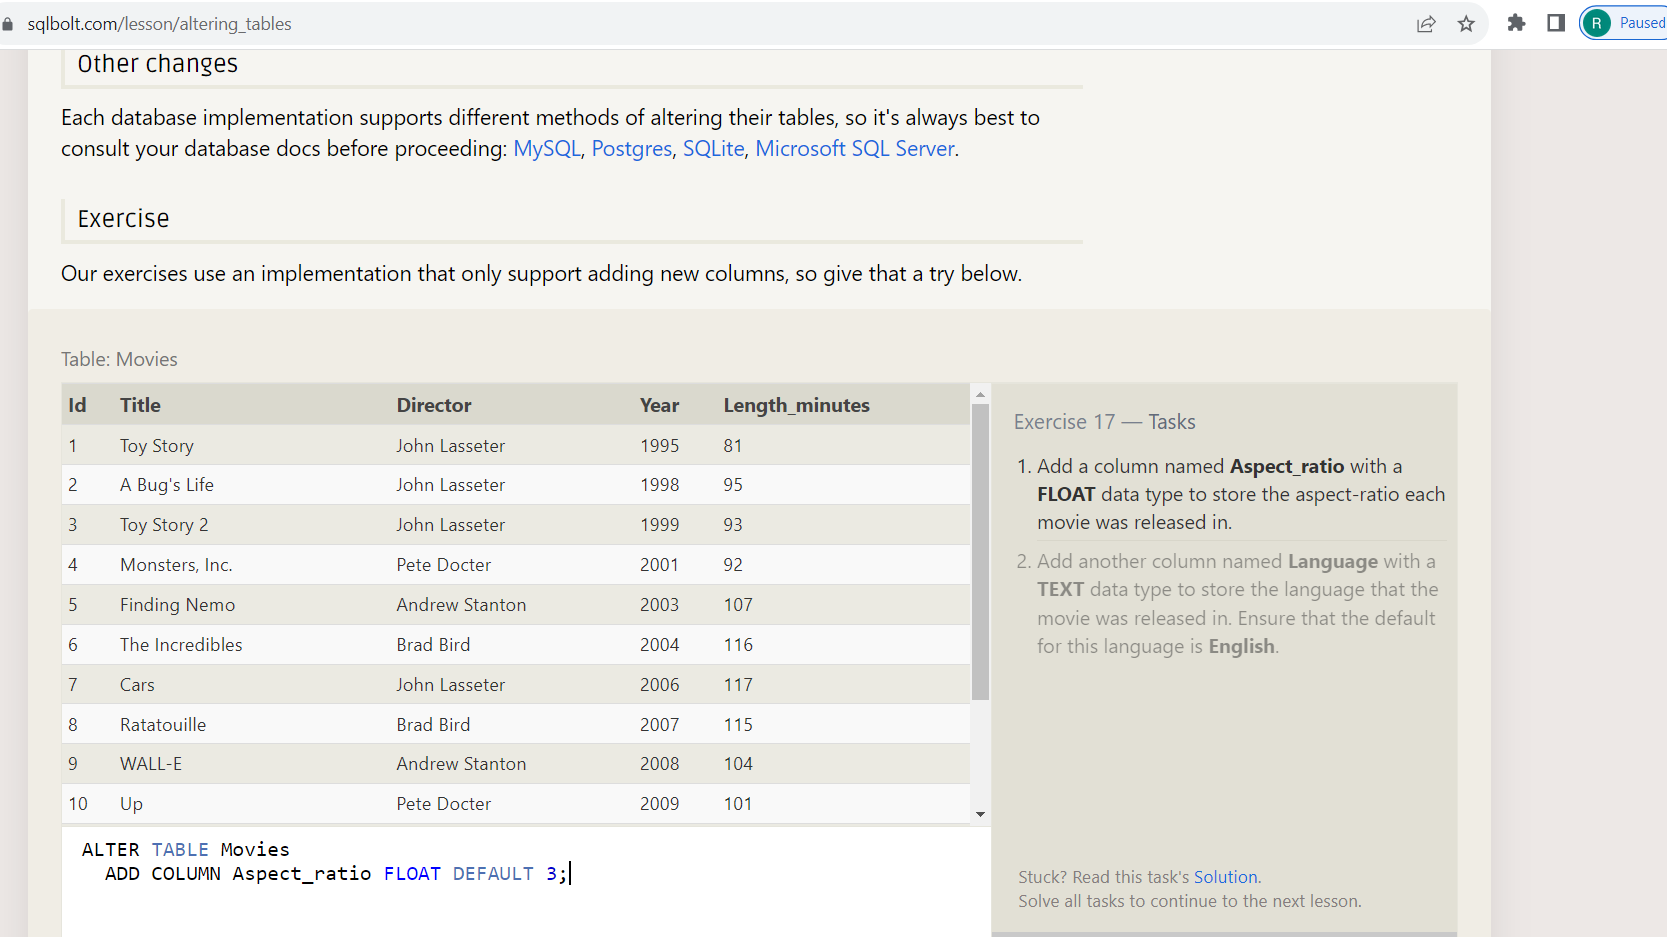 sqlbolt.com/lesson/altering_tables
R Paused
Other changes
Each database implementation supports different methods of altering their tables, so it's always best to
consult your database docs before proceeding: MySQL, Postgres, SQLite, Microsoft SQL Server.
Exercise
Our exercises use an implementation that only support adding new columns, so give that a try below.
Table: Movies
Id Title Director Year Length_minutes
1 Toy Story John Lasseter 1995 81
2 A Bug's Life John Lasseter 1998 95
3 Toy Story 2 John Lasseter 1999 93
4 Monsters, Inc. Pete Docter 2001 92
5 Finding Nemo Andrew Stanton 2003 107
6 The Incredibles Brad Bird 2004 116
7 Cars John Lasseter 2006 117
8 Ratatouille Brad Bird 2007 115
9 WALL-E Andrew Stanton 2008 104
10 Up Pete Docter 2009 101
ALTER TABLE Movies
ADD COLUMN Aspect_ratio FLOAT DEFAULT 3;
Exercise 17 — Tasks
1. Add a column named Aspect_ratio with a
FLOAT data type to store the aspect-ratio each
movie was released in.
2. Add another column named Language with a
TEXT data type to store the language that the
movie was released in. Ensure that the default
for this language is English.
Stuck? Read this task's Solution.
Solve all tasks to continue to the next lesson.